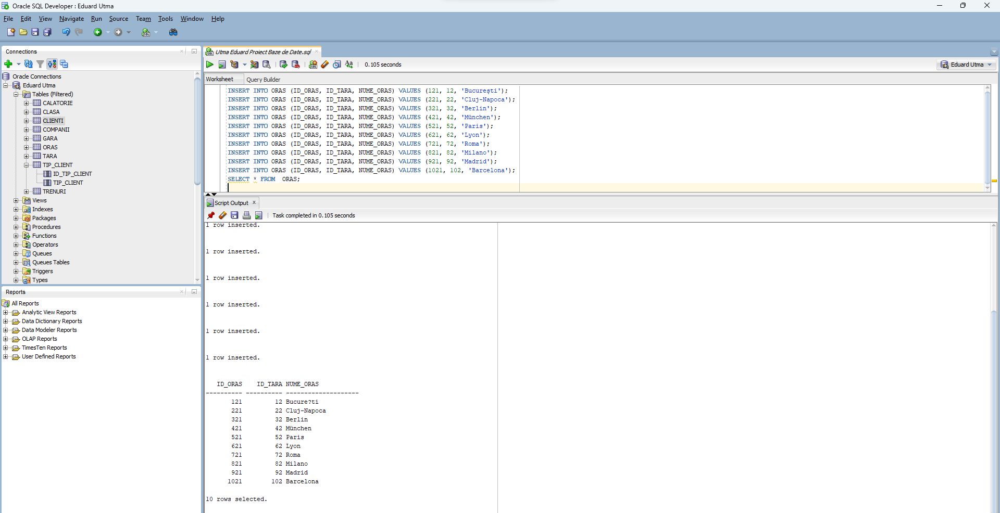 Oracle SQL Developer : Eduard Utma
File Edit View Navigate Run Source Team Tools Window Help
Connections
Oracle Connections
Eduard Utma
Tables (Filtered)
CALATORIE
CLASA
CLIENTI
COMPANII
GARA
ORAS
TARA
TIP_CLIENT
ID_TIP_CLIENT
TIP_CLIENT
TRENURI
Views
Indexes
Packages
Procedures
Functions
Operators
Queues
Queues Tables
Triggers
Types
Reports
All Reports
Analytic View Reports
Data Dictionary Reports
Data Modeler Reports
OLAP Reports
TimesTen Reports
User Defined Reports
Utma Eduard Proiect Baze de Date.sql
0.105 seconds
Eduard Utma
Worksheet Query Builder
INSERT INTO ORAS (ID_ORAS, ID_TARA, NUME_ORAS) VALUES (121, 12, 'București');
INSERT INTO ORAS (ID_ORAS, ID_TARA, NUME_ORAS) VALUES (221, 22, 'Cluj-Napoca');
INSERT INTO ORAS (ID_ORAS, ID_TARA, NUME_ORAS) VALUES (321, 32, 'Berlin');
INSERT INTO ORAS (ID_ORAS, ID_TARA, NUME_ORAS) VALUES (421, 42, 'München');
INSERT INTO ORAS (ID_ORAS, ID_TARA, NUME_ORAS) VALUES (521, 52, 'Paris');
INSERT INTO ORAS (ID_ORAS, ID_TARA, NUME_ORAS) VALUES (621, 62, 'Lyon');
INSERT INTO ORAS (ID_ORAS, ID_TARA, NUME_ORAS) VALUES (721, 72, 'Roma');
INSERT INTO ORAS (ID_ORAS, ID_TARA, NUME_ORAS) VALUES (821, 82, 'Milano');
INSERT INTO ORAS (ID_ORAS, ID_TARA, NUME_ORAS) VALUES (921, 92, 'Madrid');
INSERT INTO ORAS (ID_ORAS, ID_TARA, NUME_ORAS) VALUES (1021, 102, 'Barcelona');
SELECT * FROM ORAS;
Script Output
Task completed in 0.105 seconds
1 row inserted.
1 row inserted.
1 row inserted.
1 row inserted.
1 row inserted.
1 row inserted.
ID_ORAS ID_TARA NUME_ORAS
---------- ---------- --------------------
121 12 Bucure?ti
221 22 Cluj-Napoca
321 32 Berlin
421 42 München
521 52 Paris
621 62 Lyon
721 72 Roma
821 82 Milano
921 92 Madrid
1021 102 Barcelona
10 rows selected.